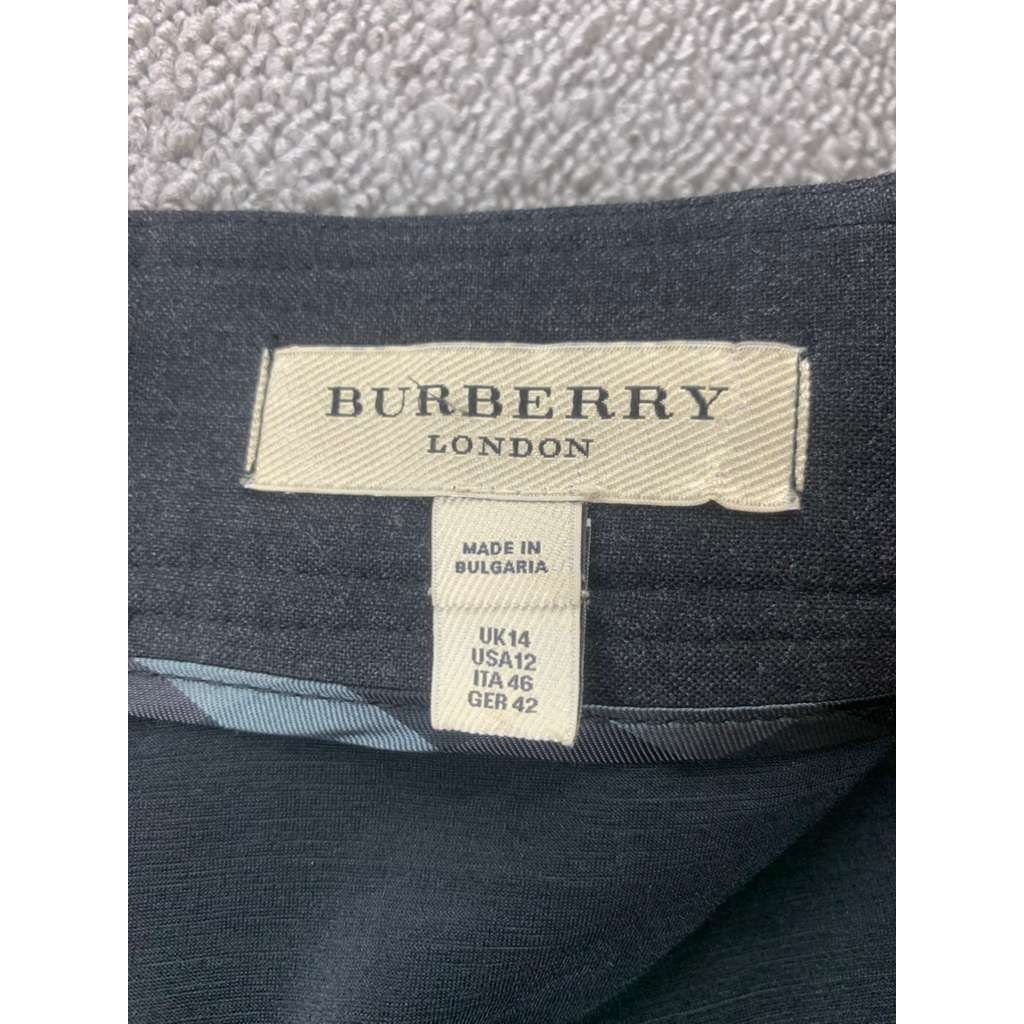 BURBERRY
LONDON
MADE IN
BULGARIA
UK14
USA12
ITA 46
GER 42